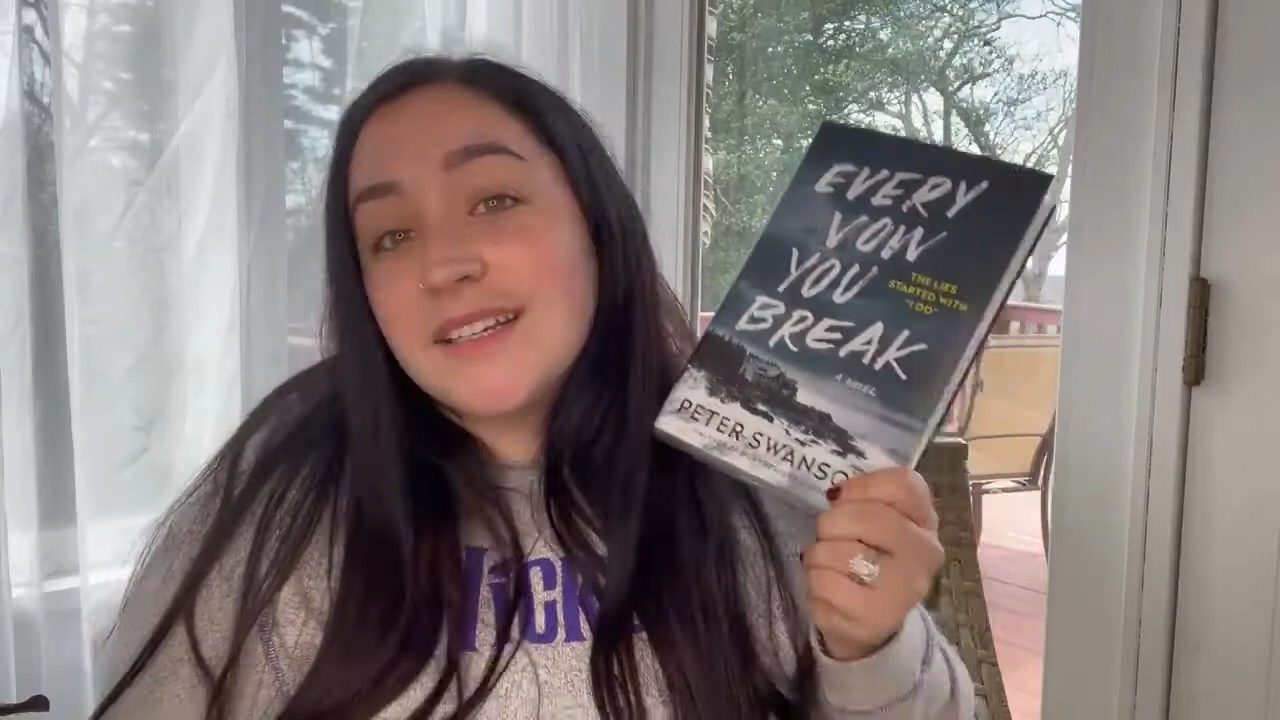 EVERY
VOW
YOU
BREAK
THE LIES
STARTED WITH
"I DO"
A NOVEL
PETER SWANSO